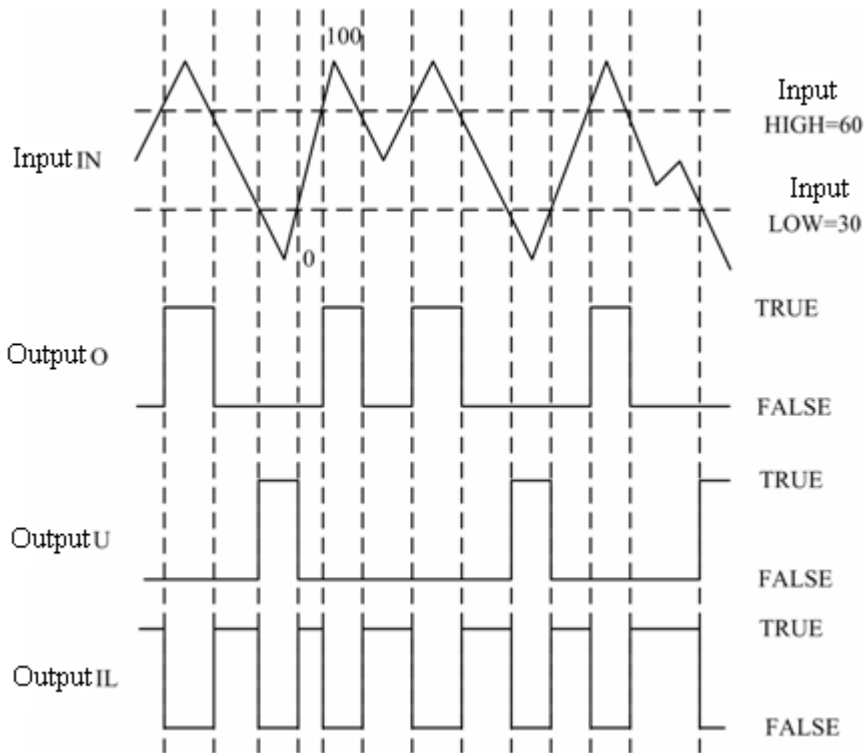 100
Input
HIGH=60
Input IN
Input
LOW=30
0
TRUE
Output O
FALSE
TRUE
Output U
FALSE
TRUE
Output IL
FALSE